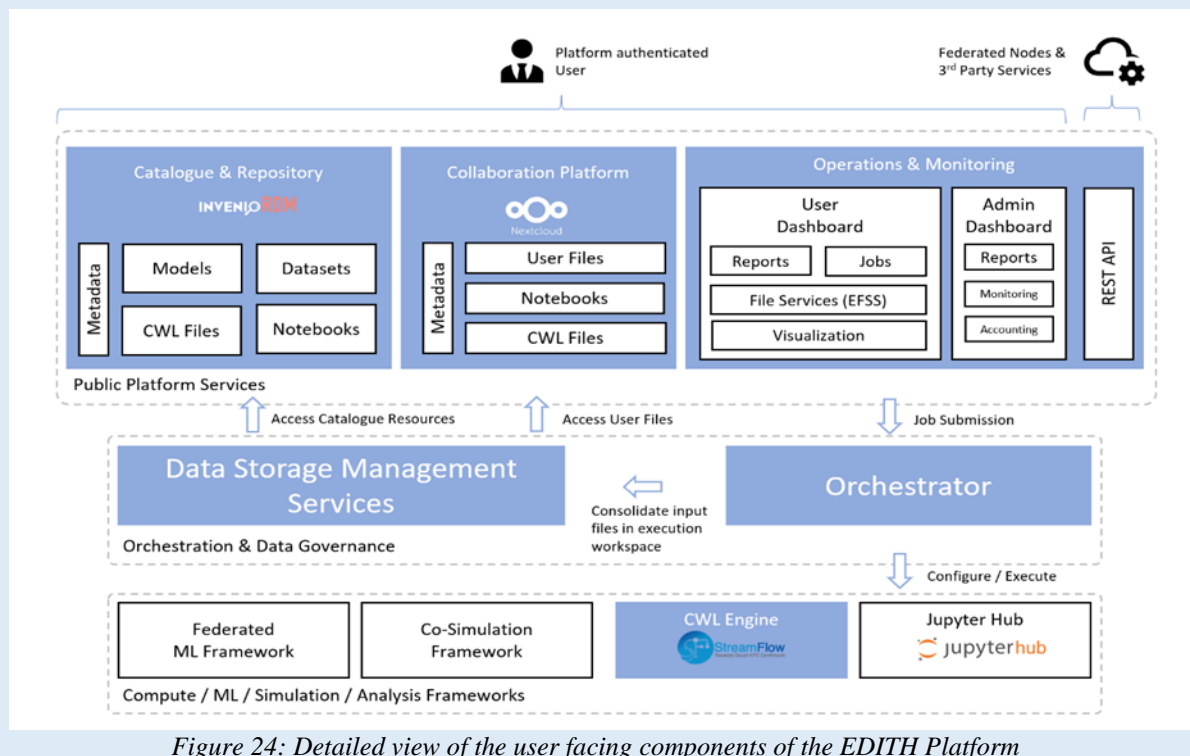 Platform authenticated
User
Federated Nodes &
3rd Party Services
Catalogue & Repository
INVENIO RDM
Metadata
Models
Datasets
CWL Files
Notebooks
Collaboration Platform
Nextcloud
Metadata
User Files
Notebooks
CWL Files
Operations & Monitoring
User
Dashboard
Reports
Jobs
File Services (EFSS)
Visualization
Admin
Dashboard
Reports
Monitoring
Accounting
REST API
Public Platform Services
Access Catalogue Resources
Access User Files
Job Submission
Data Storage Management
Services
Consolidate input
files in execution
workspace
Orchestrator
Orchestration & Data Governance
Configure / Execute
Federated
ML Framework
Co-Simulation
Framework
CWL Engine
StreamFlow
Jupyter Hub
jupyterhub
Compute / ML / Simulation / Analysis Frameworks
Figure 24: Detailed view of the user facing components of the EDITH Platform